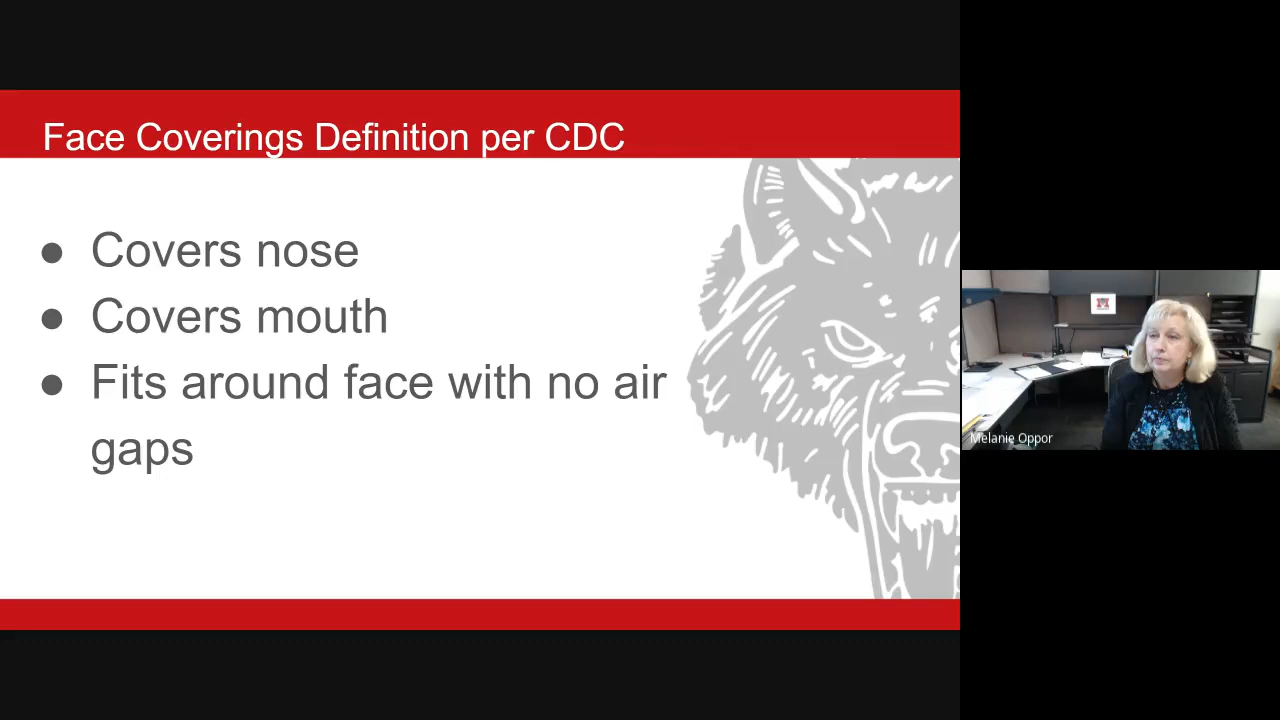 Face Coverings Definition per CDC
● Covers nose
● Covers mouth
● Fits around face with no air
gaps
Melanie Oppor